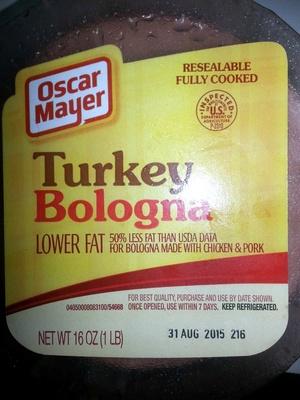 Oscar
Mayer
RESEALABLE
FULLY COOKED
INSPECTED
U.S.
DEPARTMENT OF
AGRICULTURE
Turkey
Bologna
LOWER FAT 50% LESS FAT THAN USDA DATA
FOR BOLOGNA MADE WITH CHICKEN & PORK
FOR BEST QUALITY, PURCHASE AND USE BY DATE SHOWN.
04050008083100/54668 ONCE OPENED, USE WITHIN 7 DAYS. KEEP REFRIGERATED.
NET WT 16 OZ (1 LB)
31 AUG 2015 216